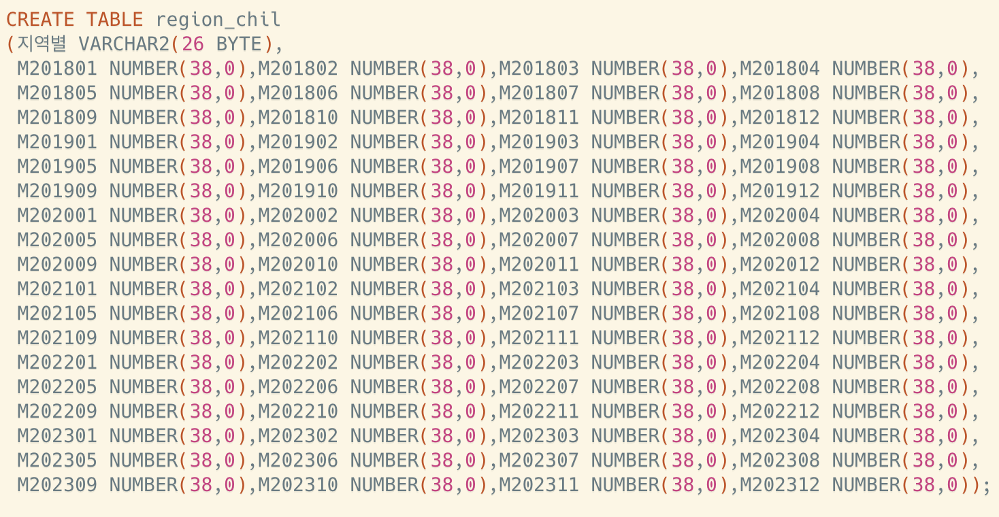 CREATE TABLE region_chil
(지역별 VARCHAR2(26 BYTE),
M201801 NUMBER(38,0),M201802 NUMBER(38,0),M201803 NUMBER(38,0),M201804 NUMBER(38,0),
M201805 NUMBER(38,0),M201806 NUMBER(38,0),M201807 NUMBER(38,0),M201808 NUMBER(38,0),
M201809 NUMBER(38,0),M201810 NUMBER(38,0),M201811 NUMBER(38,0),M201812 NUMBER(38,0),
M201901 NUMBER(38,0),M201902 NUMBER(38,0),M201903 NUMBER(38,0),M201904 NUMBER(38,0),
M201905 NUMBER(38,0),M201906 NUMBER(38,0),M201907 NUMBER(38,0),M201908 NUMBER(38,0),
M201909 NUMBER(38,0),M201910 NUMBER(38,0),M201911 NUMBER(38,0),M201912 NUMBER(38,0),
M202001 NUMBER(38,0),M202002 NUMBER(38,0),M202003 NUMBER(38,0),M202004 NUMBER(38,0),
M202005 NUMBER(38,0),M202006 NUMBER(38,0),M202007 NUMBER(38,0),M202008 NUMBER(38,0),
M202009 NUMBER(38,0),M202010 NUMBER(38,0),M202011 NUMBER(38,0),M202012 NUMBER(38,0),
M202101 NUMBER(38,0),M202102 NUMBER(38,0),M202103 NUMBER(38,0),M202104 NUMBER(38,0),
M202105 NUMBER(38,0),M202106 NUMBER(38,0),M202107 NUMBER(38,0),M202108 NUMBER(38,0),
M202109 NUMBER(38,0),M202110 NUMBER(38,0),M202111 NUMBER(38,0),M202112 NUMBER(38,0),
M202201 NUMBER(38,0),M202202 NUMBER(38,0),M202203 NUMBER(38,0),M202204 NUMBER(38,0),
M202205 NUMBER(38,0),M202206 NUMBER(38,0),M202207 NUMBER(38,0),M202208 NUMBER(38,0),
M202209 NUMBER(38,0),M202210 NUMBER(38,0),M202211 NUMBER(38,0),M202212 NUMBER(38,0),
M202301 NUMBER(38,0),M202302 NUMBER(38,0),M202303 NUMBER(38,0),M202304 NUMBER(38,0),
M202305 NUMBER(38,0),M202306 NUMBER(38,0),M202307 NUMBER(38,0),M202308 NUMBER(38,0),
M202309 NUMBER(38,0),M202310 NUMBER(38,0),M202311 NUMBER(38,0),M202312 NUMBER(38,0));